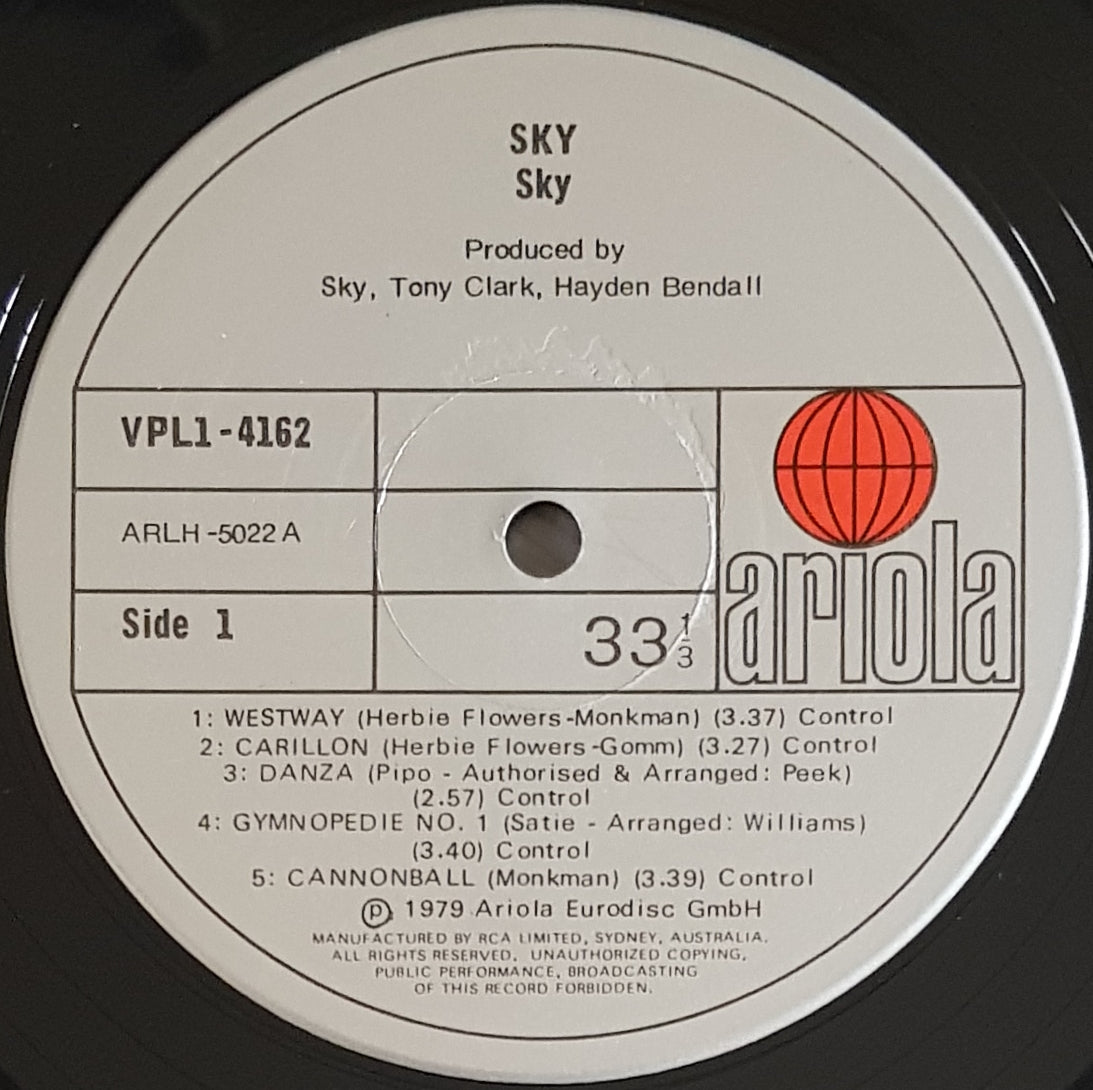 SKY
Sky
Produced by
Sky, Tony Clark, Hayden Bendall
VPL1-4162
ARLH-5022 A
Side 1
33 1/3
ariola
1: WESTWAY (Herbie Flowers-Monkman) (3.37) Control
2: CARILLON (Herbie Flowers-Gomm) (3.27) Control
3: DANZA (Pipo - Authorised & Arranged: Peek)
(2.57) Control
4: GYMNOPEDIE NO. 1 (Satie - Arranged: Williams)
(3.40) Control
5: CANNONBALL (Monkman) (3.39) Control
℗ 1979 Ariola Eurodisc GmbH
MANUFACTURED BY RCA LIMITED, SYDNEY, AUSTRALIA.
ALL RIGHTS RESERVED. UNAUTHORIZED COPYING,
PUBLIC PERFORMANCE, BROADCASTING
OF THIS RECORD FORBIDDEN.